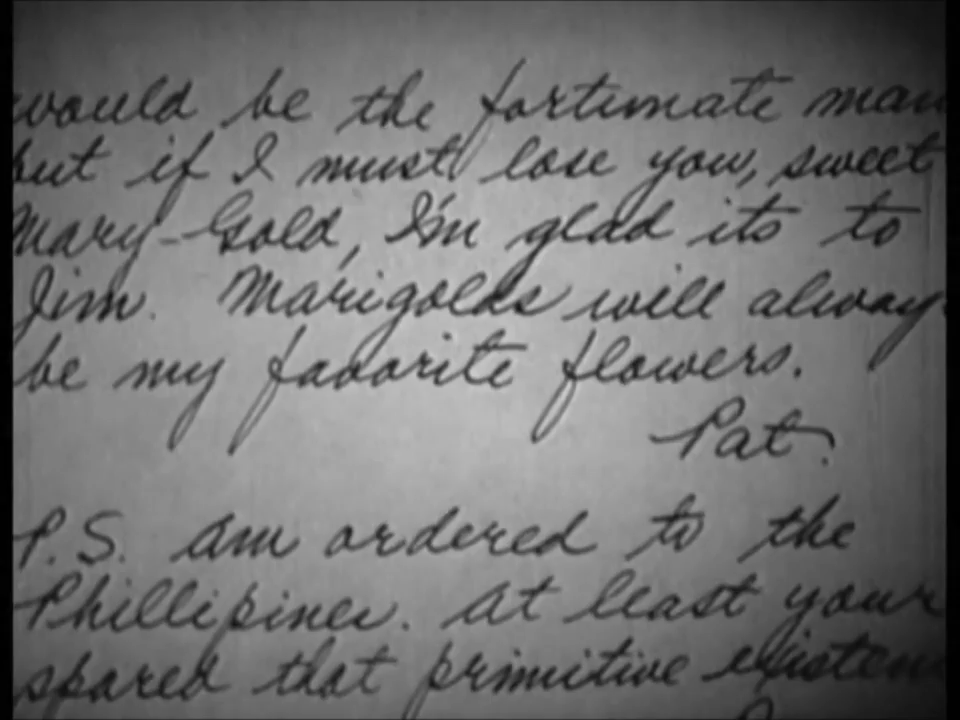 would be the fortunate man
but if I must lose you, sweet
Mary-Gold, I'm glad its to
Jim. Marigolds will always
be my favorite flowers.
Pat.
P.S. Am ordered to the
Phillipines. At least your
spared that primitive existen